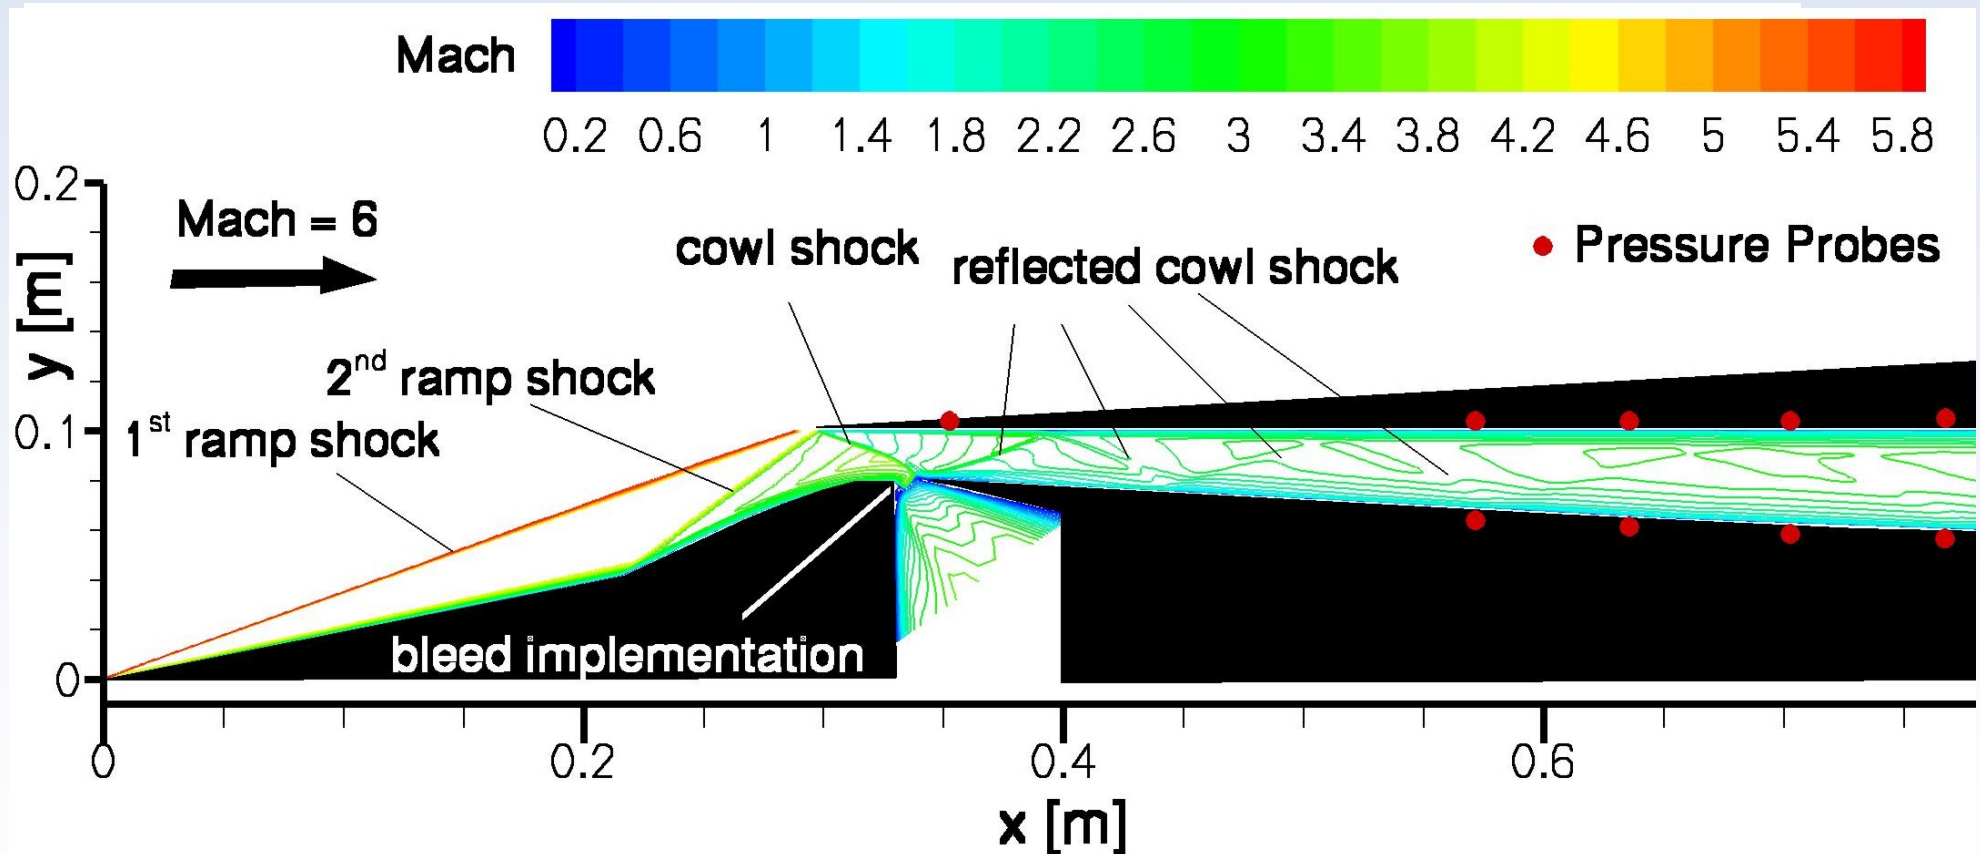 Mach
0.2 0.6 1 1.4 1.8 2.2 2.6 3 3.4 3.8 4.2 4.6 5 5.4 5.8
0.2
Mach = 6
cowl shock
reflected cowl shock
Pressure Probes
y [m]
2nd ramp shock
0.1
1st ramp shock
bleed implementation
0
0 0.2 0.4 0.6
x [m]